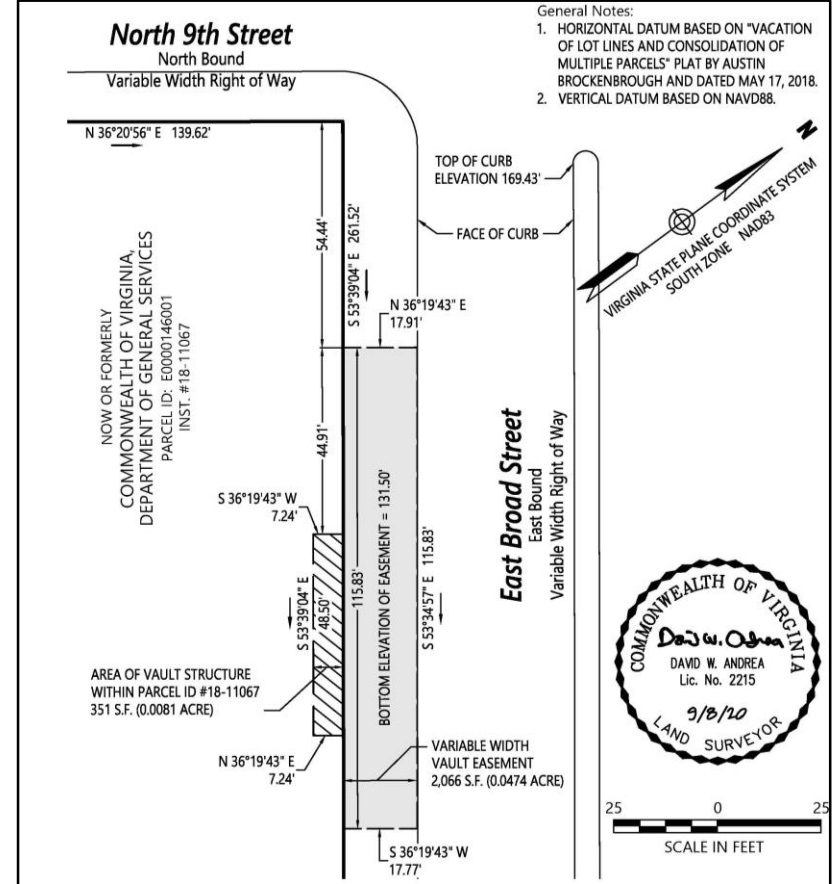 North 9th Street
North Bound
Variable Width Right of Way
General Notes:
1. HORIZONTAL DATUM BASED ON "VACATION
OF LOT LINES AND CONSOLIDATION OF
MULTIPLE PARCELS" PLAT BY AUSTIN
BROCKENBROUGH AND DATED MAY 17, 2018.
2. VERTICAL DATUM BASED ON NAVD88.
N 36°20'56" E 139.62'
TOP OF CURB
ELEVATION 169.43'
FACE OF CURB
N
VIRGINIA STATE PLANE COORDINATE SYSTEM
SOUTH ZONE NAD83
54.44'
S 53°39'04" E 261.52'
N 36°19'43" E
17.91'
NOW OR FORMERLY
COMMONWEALTH OF VIRGINIA,
DEPARTMENT OF GENERAL SERVICES
PARCEL ID: E0000146001
INST. #18-11067
44.91'
S 36°19'43" W
7.24'
S 53°39'04" E
48.50'
115.83'
BOTTOM ELEVATION OF EASEMENT = 131.50'
S 53°34'57" E 115.83'
East Broad Street
East Bound
Variable Width Right of Way
AREA OF VAULT STRUCTURE
WITHIN PARCEL ID #18-11067
351 S.F. (0.0081 ACRE)
N 36°19'43" E
7.24'
VARIABLE WIDTH
VAULT EASEMENT
2,066 S.F. (0.0474 ACRE)
S 36°19'43" W
17.77'
COMMONWEALTH OF VIRGINIA
David W. Andrea
DAVID W. ANDREA
Lic. No. 2215
9/8/20
LAND SURVEYOR
25 0 25
SCALE IN FEET